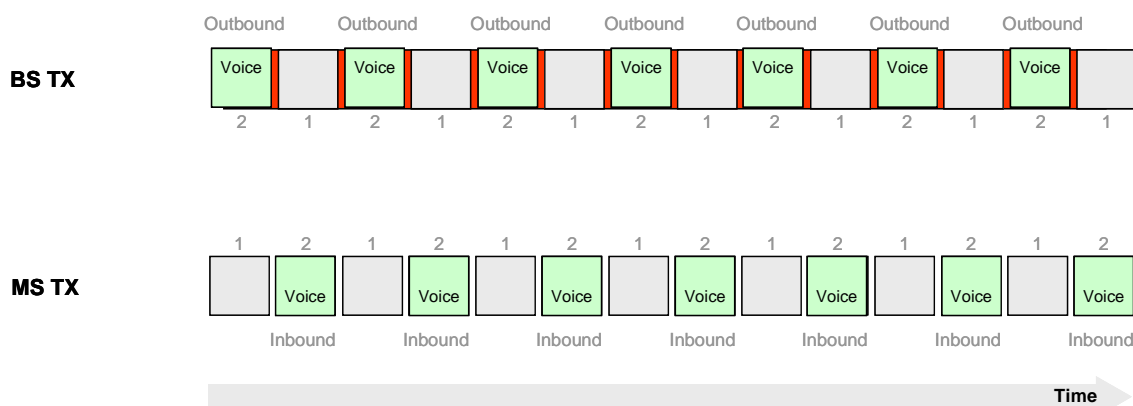 Outbound Outbound Outbound Outbound Outbound Outbound Outbound
BS TX Voice Voice Voice Voice Voice Voice Voice
2 1 2 1 2 1 2 1 2 1 2 1 2 1
1 2 1 2 1 2 1 2 1 2 1 2 1 2
MS TX Voice Voice Voice Voice Voice Voice Voice
Inbound Inbound Inbound Inbound Inbound Inbound Inbound
Time